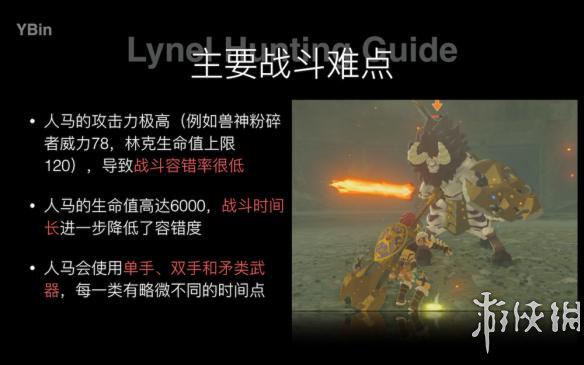 YBin
Lynel Hunting Guide
主要战斗难点
• 人马的攻击力极高（例如兽神粉碎
者威力78，林克生命值上限
120），导致战斗容错率很低
• 人马的生命值高达6000，战斗时间
长进一步降低了容错度
• 人马会使用单手、双手和矛类武
器，每一类有略微不同的时间点
游侠网